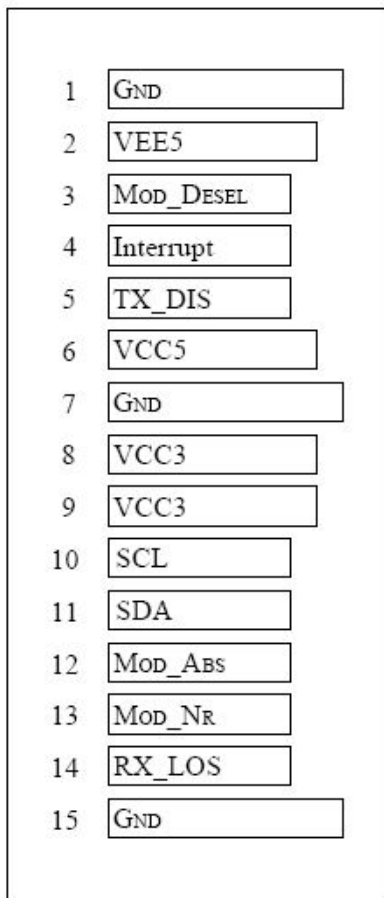 1 GND
2 VEE5
3 MOD_DESEL
4 Interrupt
5 TX_DIS
6 VCC5
7 GND
8 VCC3
9 VCC3
10 SCL
11 SDA
12 MOD_ABS
13 MOD_NR
14 RX_LOS
15 GND